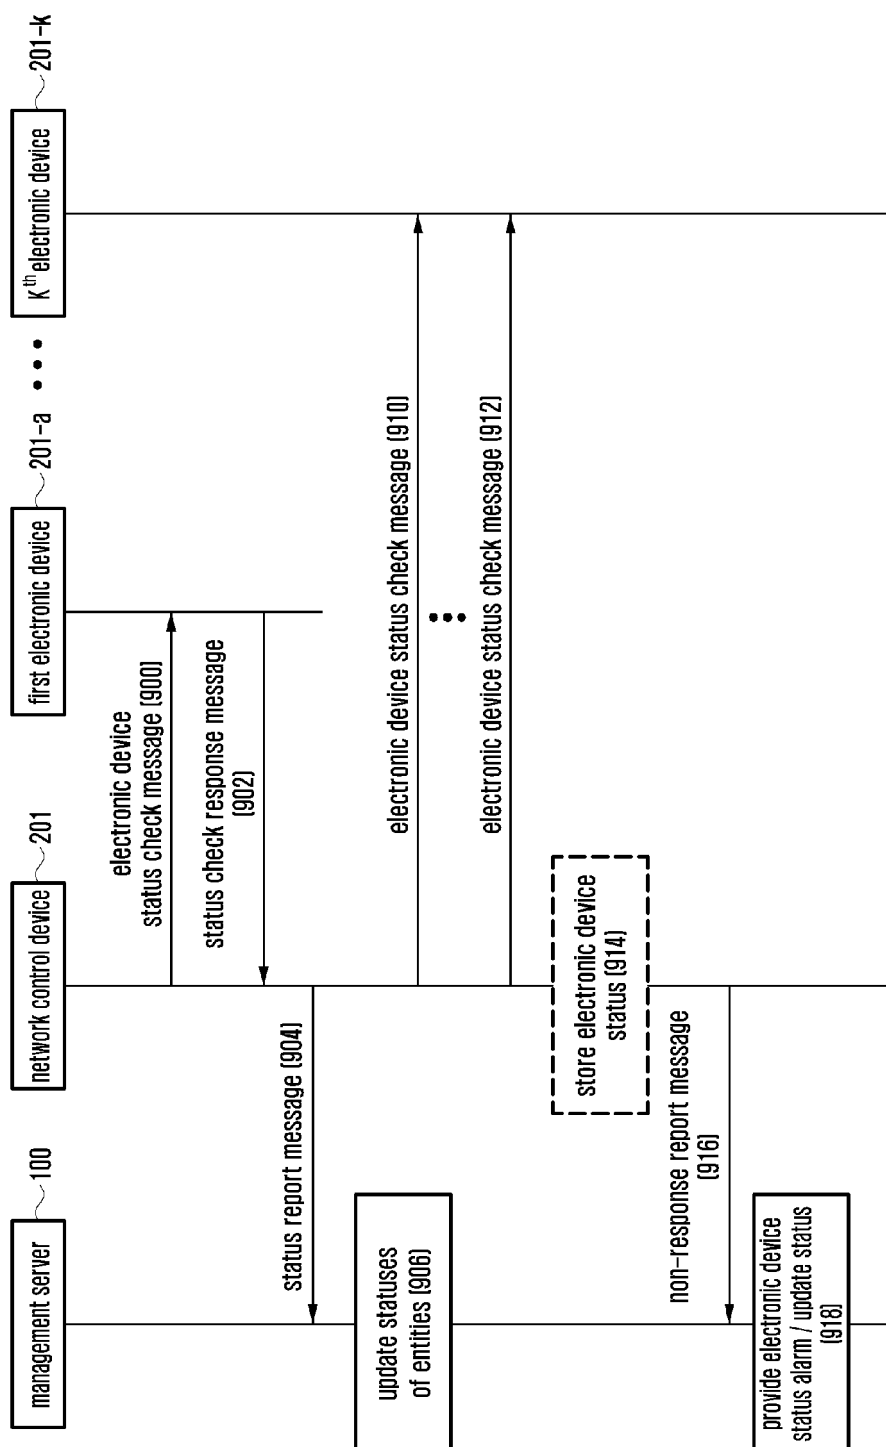 management server
100
network control device
201
first electronic device
201-a
•••
Kth electronic device
201-k
electronic device
status check message (900)
status check response message
(902)
status report message (904)
update statuses
of entities (906)
electronic device status check message (910)
•••
electronic device status check message (912)
store electronic device
status (914)
non-response report message
(916)
provide electronic device
status alarm / update status
(918)